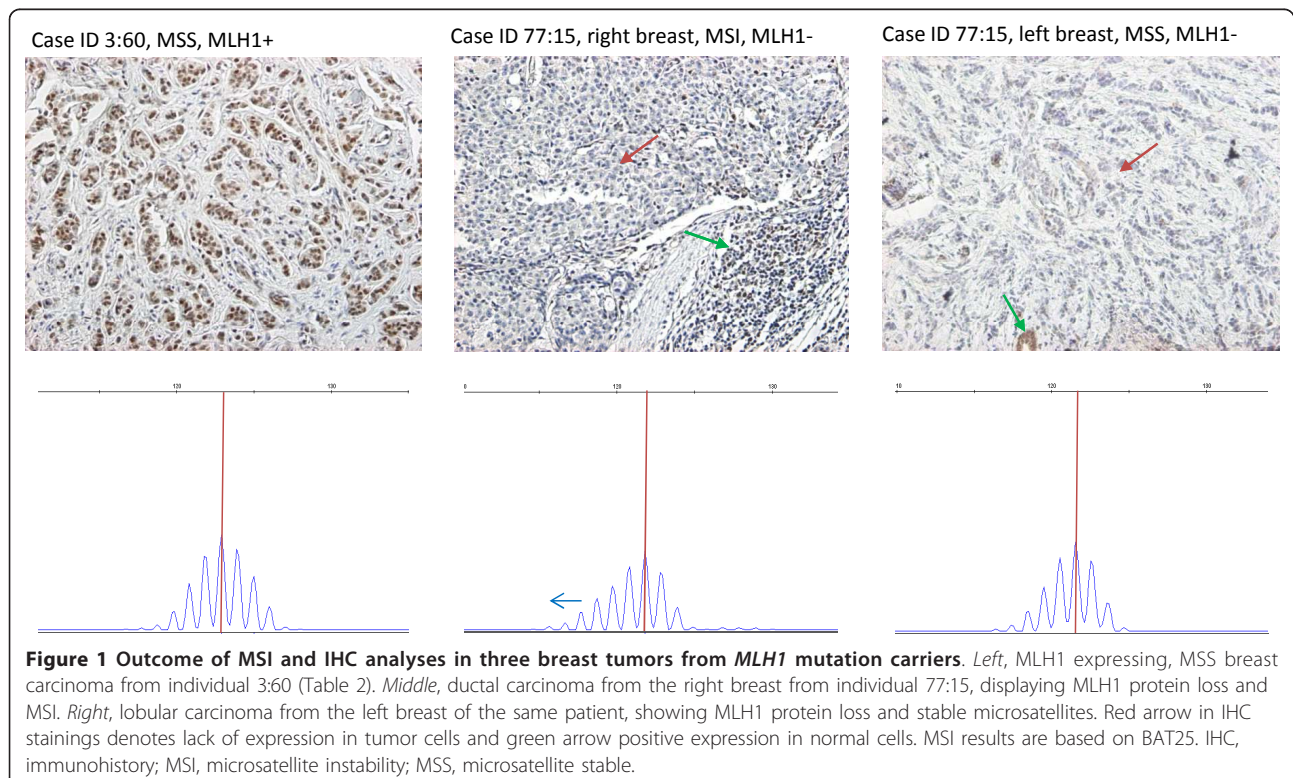 Case ID 3:60, MSS, MLH1+
Case ID 77:15, right breast, MSI, MLH1-
Case ID 77:15, left breast, MSS, MLH1-
120 130
0 120 130
10 120 130
Figure 1 Outcome of MSI and IHC analyses in three breast tumors from MLH1 mutation carriers. Left, MLH1 expressing, MSS breast
carcinoma from individual 3:60 (Table 2). Middle, ductal carcinoma from the right breast from individual 77:15, displaying MLH1 protein loss and
MSI. Right, lobular carcinoma from the left breast of the same patient, showing MLH1 protein loss and stable microsatellites. Red arrow in IHC
stainings denotes lack of expression in tumor cells and green arrow positive expression in normal cells. MSI results are based on BAT25. IHC,
immunohistory; MSI, microsatellite instability; MSS, microsatellite stable.